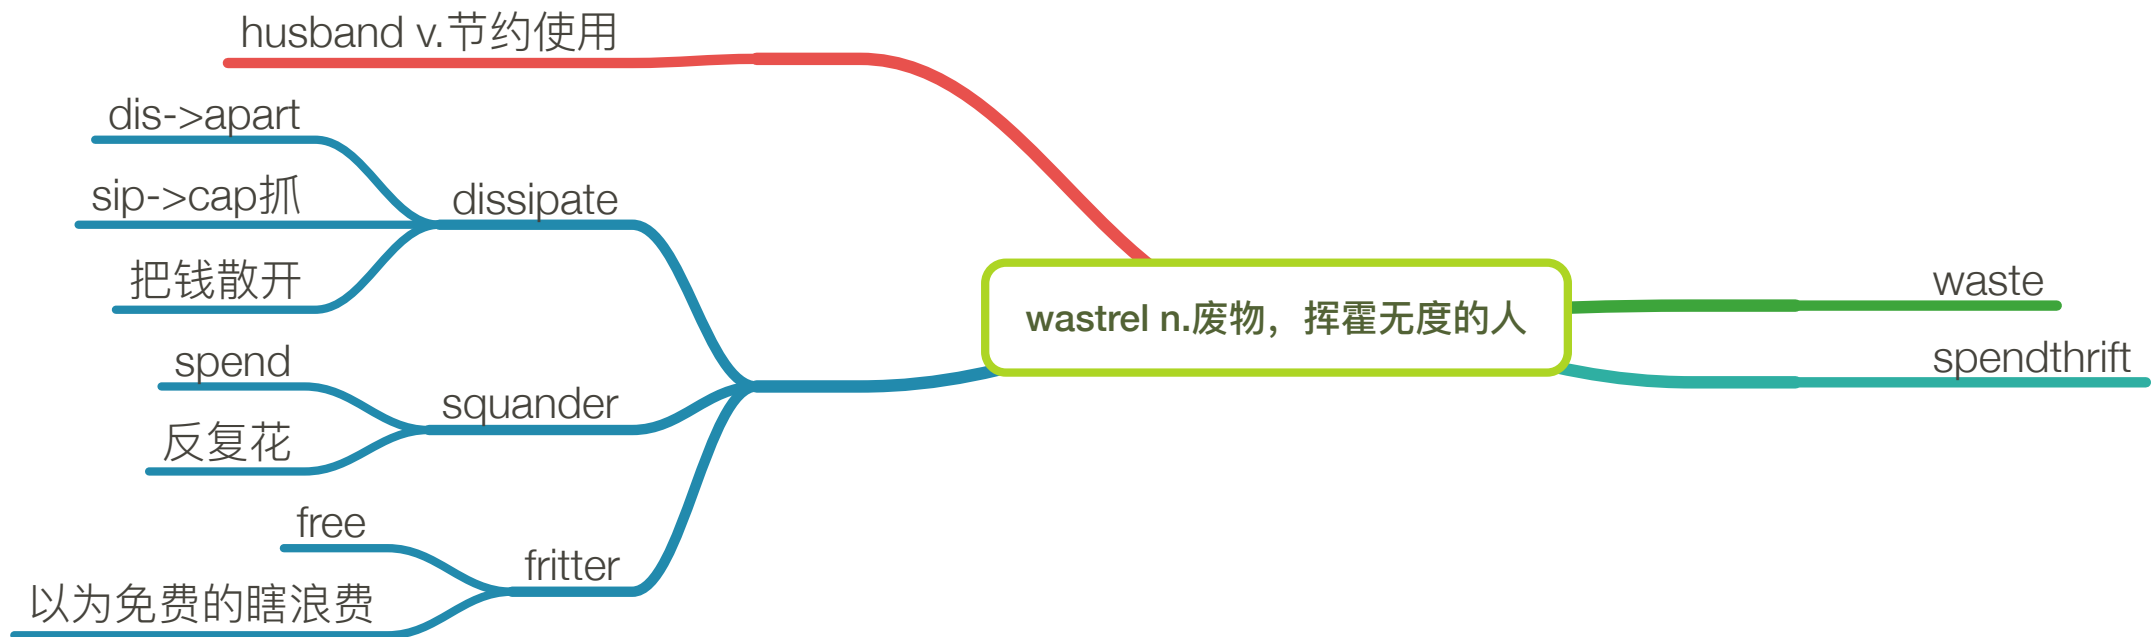 husband v.节约使用
dis->apart
sip->cap抓
把钱散开
dissipate
spend
反复花
squander
free
以为免费的瞎浪费
fritter
wastrel n.废物，挥霍无度的人
waste
spendthrift